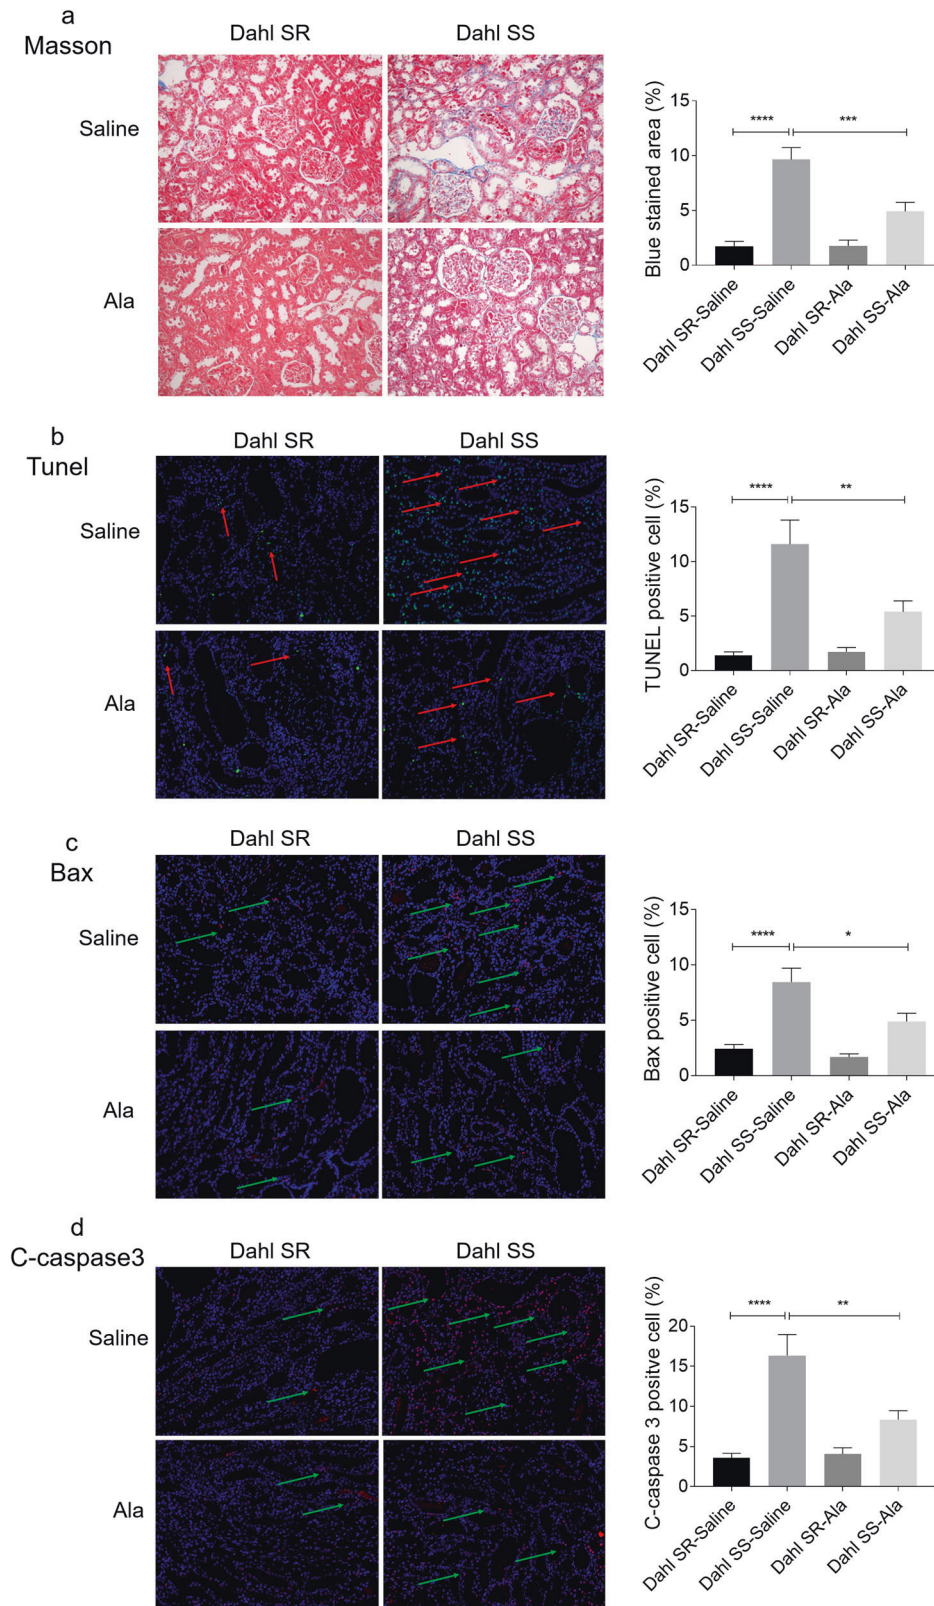 a
Masson
Dahl SR
Dahl SS
Saline
Ala
Blue stained area (%)
15
10
5
0
****
***
Dahl SR-Saline
Dahl SS-Saline
Dahl SR-Ala
Dahl SS-Ala
b
Tunel
Dahl SR
Dahl SS
Saline
Ala
TUNEL positive cell (%)
15
10
5
0
****
**
Dahl SR-Saline
Dahl SS-Saline
Dahl SR-Ala
Dahl SS-Ala
c
Bax
Dahl SR
Dahl SS
Saline
Ala
Bax positive cell (%)
15
10
5
0
****
*
Dahl SR-Saline
Dahl SS-Saline
Dahl SR-Ala
Dahl SS-Ala
d
C-caspase3
Dahl SR
Dahl SS
Saline
Ala
C-caspase 3 positve cell (%)
20
15
10
5
0
****
**
Dahl SR-Saline
Dahl SS-Saline
Dahl SR-Ala
Dahl SS-Ala